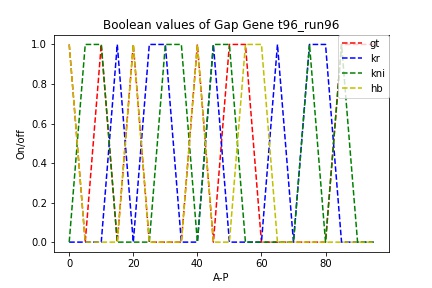 Boolean values of Gap Gene t96_run96
1.0
0.8
0.6
0.4
0.2
0.0
On/off
0 20 40 60 80
A-P
gt
kr
kni
hb